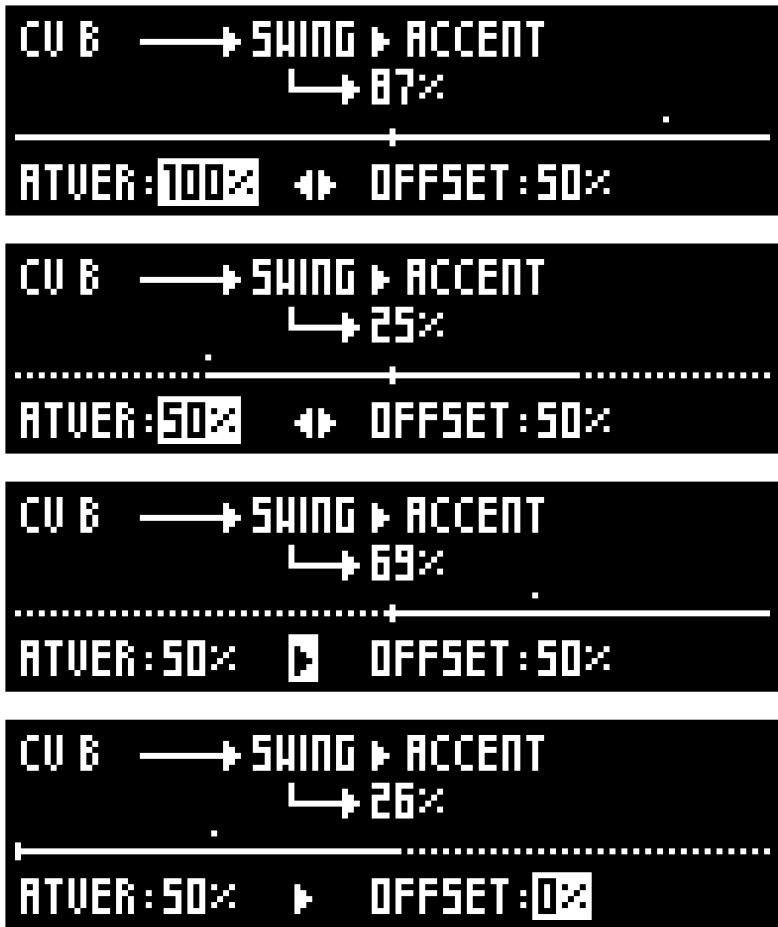 CV B SWING ACCENT
87%
ATVER:100% OFFSET:50%
CV B SWING ACCENT
25%
ATVER:50% OFFSET:50%
CV B SWING ACCENT
69%
ATVER:50% OFFSET:50%
CV B SWING ACCENT
26%
ATVER:50% OFFSET:0%